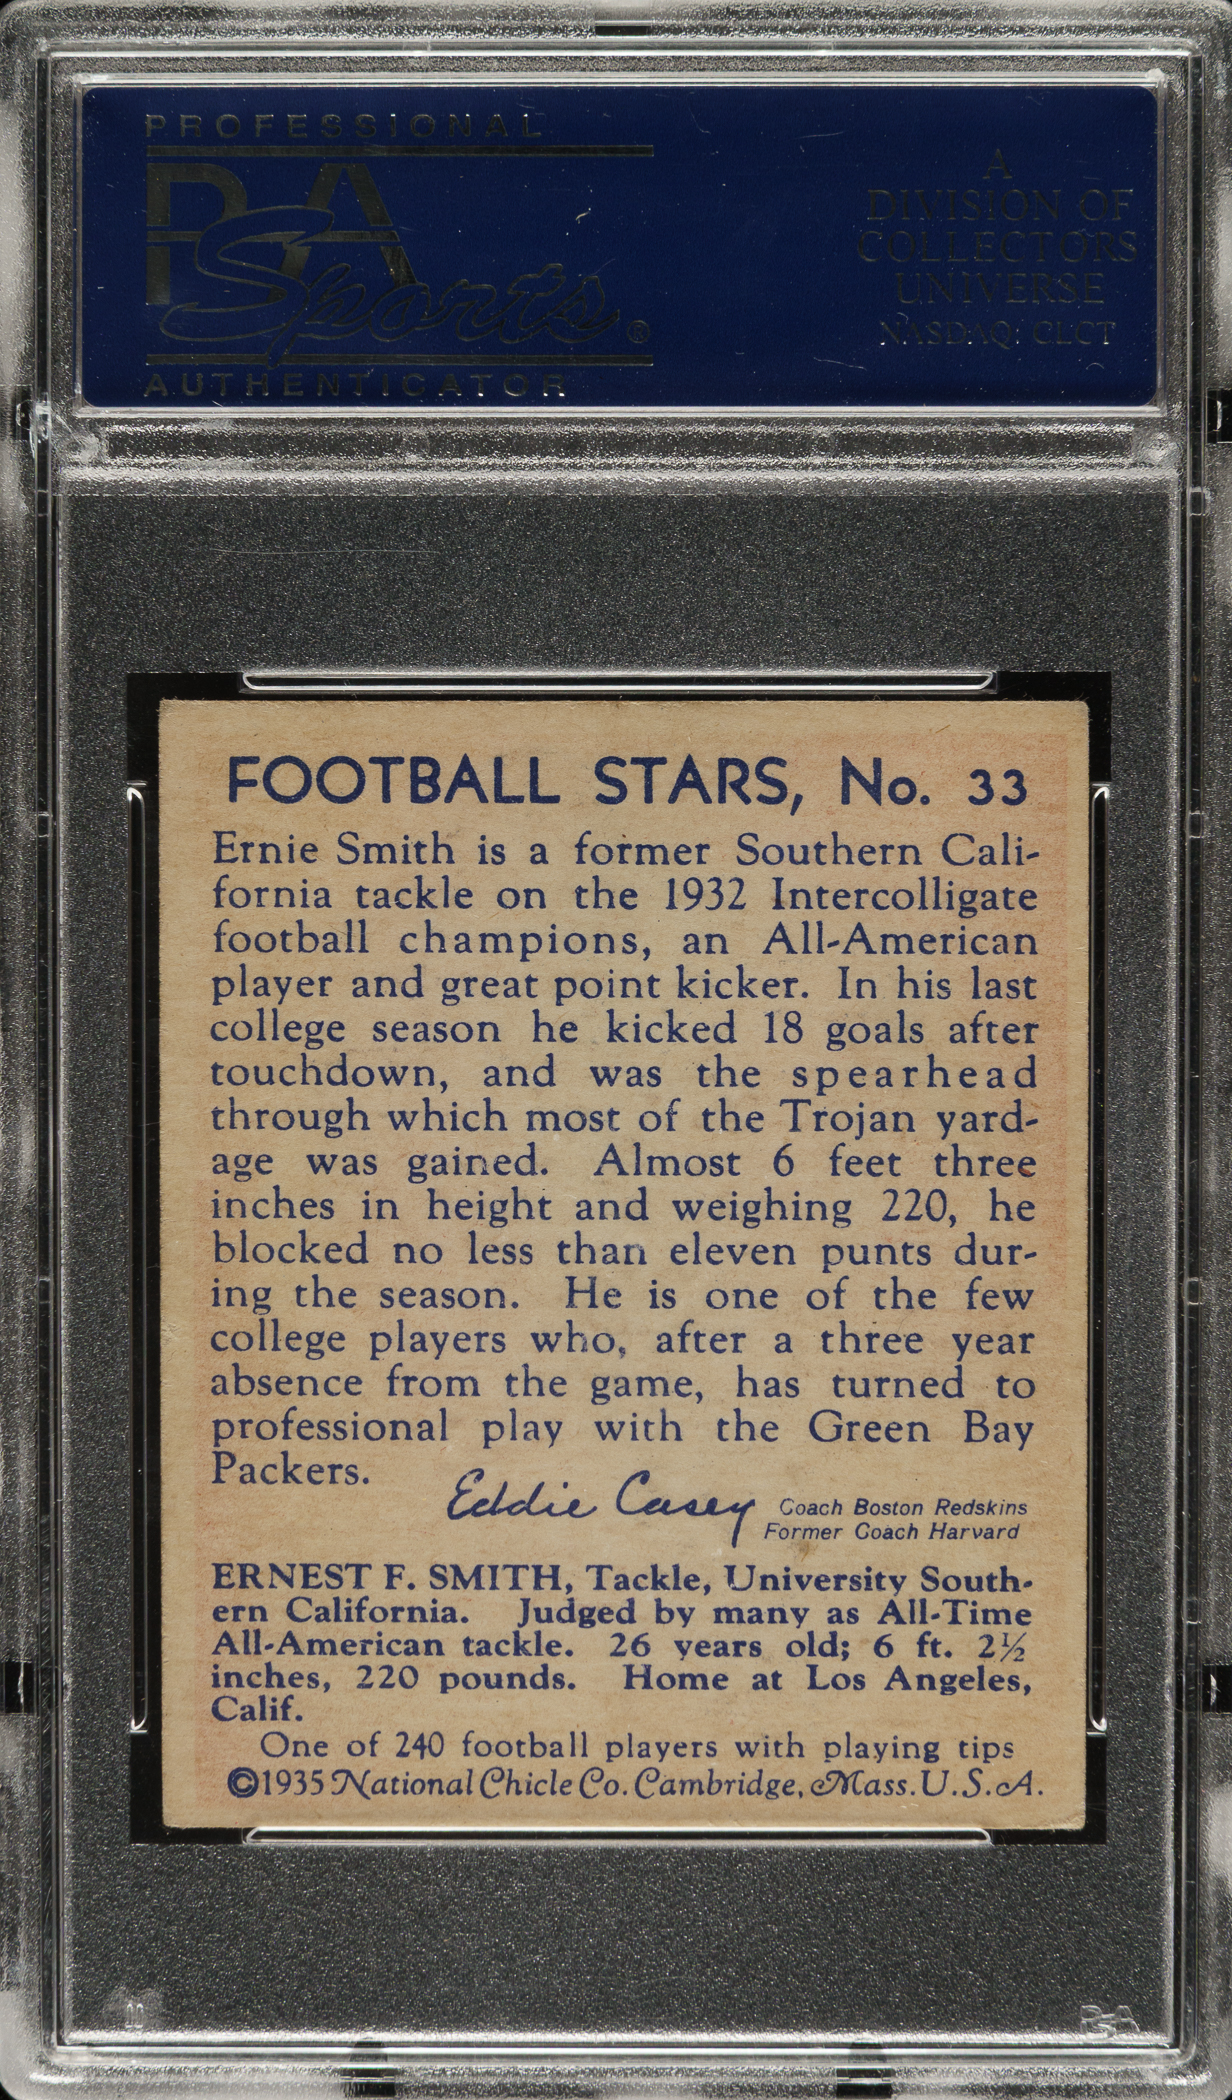 PROFESSIONAL
PSA
Sports®
AUTHENTICATOR
A
DIVISION OF
COLLECTORS
UNIVERSE
NASDAQ: CLCT
FOOTBALL STARS, No. 33
Ernie Smith is a former Southern Cali-
fornia tackle on the 1932 Intercolligate
football champions, an All-American
player and great point kicker. In his last
college season he kicked 18 goals after
touchdown, and was the spearhead
through which most of the Trojan yard-
age was gained. Almost 6 feet three
inches in height and weighing 220, he
blocked no less than eleven punts dur-
ing the season. He is one of the few
college players who, after a three year
absence from the game, has turned to
professional play with the Green Bay
Packers.
Eddie Casey
Coach Boston Redskins
Former Coach Harvard
ERNEST F. SMITH, Tackle, University South-
ern California. Judged by many as All-Time
All-American tackle. 26 years old; 6 ft. 2½
inches, 220 pounds. Home at Los Angeles,
Calif.
One of 240 football players with playing tips
©1935 National Chicle Co. Cambridge, Mass. U.S.A.
PSA